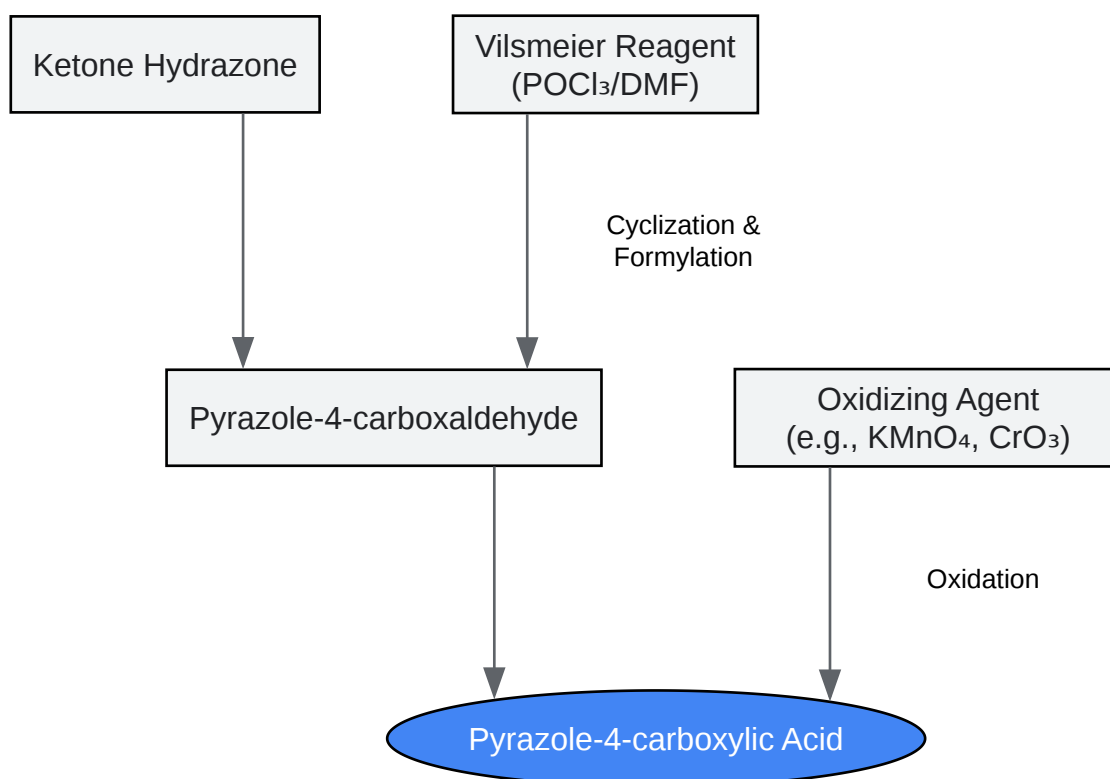 Ketone Hydrazone
Vilsmeier Reagent
(POCl₃/DMF)
Cyclization &
Formylation
Pyrazole-4-carboxaldehyde
Oxidizing Agent
(e.g., KMnO₄, CrO₃)
Oxidation
Pyrazole-4-carboxylic Acid